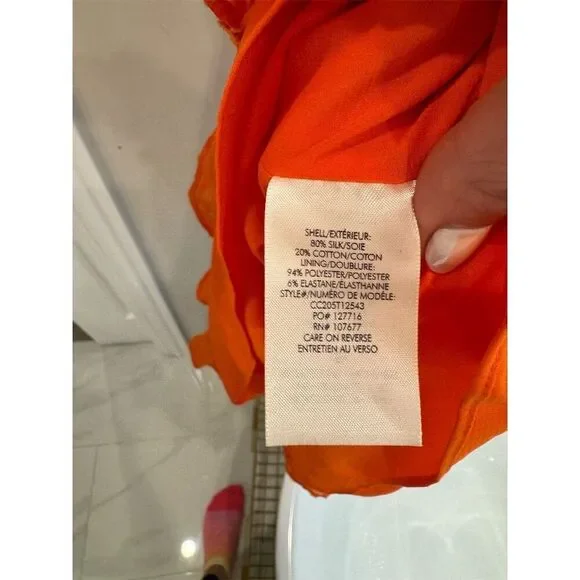 SHELL/EXTÉRIEUR:
80% SILK/SOIE
20% COTTON/COTON
LINING/DOUBLURE:
94% POLYESTER/POLYESTER
6% ELASTANE/ÉLASTHANNE
STYLE#/NUMÉRO DE MODÈLE:
CC205T12543
PO# 127716
RN# 107677
CARE ON REVERSE
ENTRETIEN AU VERSO